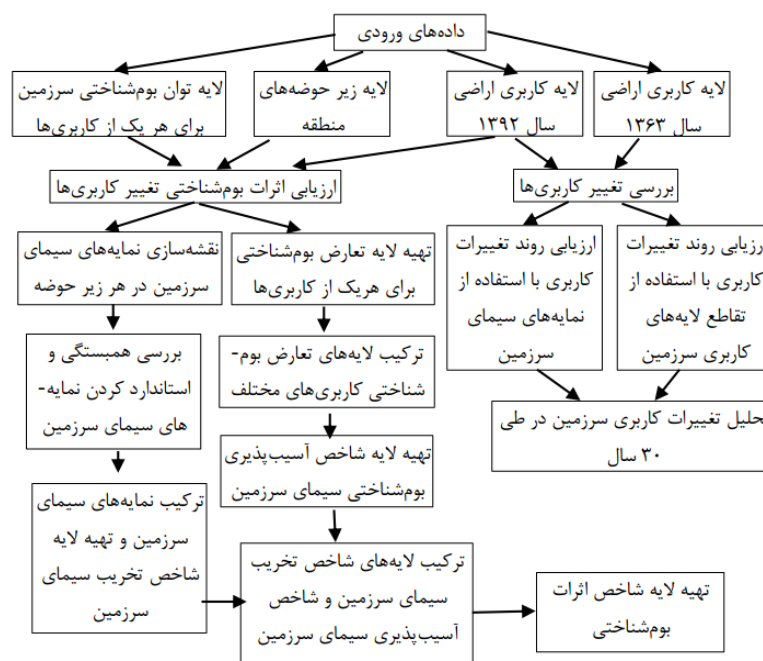 داده‌های ورودی
لایه کاربری اراضی
سال ۱۳۶۳
لایه کاربری اراضی
سال ۱۳۹۲
لایه زیر حوضه‌های
منطقه
لایه توان بوم‌شناختی سرزمین
برای هر یک از کاربری‌ها
بررسی تغییر کاربری‌ها
ارزیابی اثرات بوم‌شناختی تغییر کاربری‌ها
ارزیابی روند تغییرات
کاربری با استفاده از
تقاطع لایه‌های
کاربری سرزمین
ارزیابی روند تغییرات
کاربری با استفاده از
نمایه‌های سیمای
سرزمین
تهیه لایه تعارض بوم‌شناختی
برای هریک از کاربری‌ها
نقشه‌سازی نمایه‌های سیمای
سرزمین در هر زیر حوضه
ترکیب لایه‌های تعارض بوم-
شناختی کاربری‌های مختلف
بررسی همبستگی و
استاندارد کردن نمایه-
های سیمای سرزمین
تحلیل تغییرات کاربری سرزمین در طی
۳۰ سال
تهیه لایه شاخص آسیب‌پذیری
بوم‌شناختی سیمای سرزمین
ترکیب نمایه‌های سیمای
سرزمین و تهیه لایه
شاخص تخریب سیمای
سرزمین
ترکیب لایه‌های شاخص تخریب
سیمای سرزمین و شاخص
آسیب‌پذیری سیمای سرزمین
تهیه لایه شاخص اثرات
بوم‌شناختی